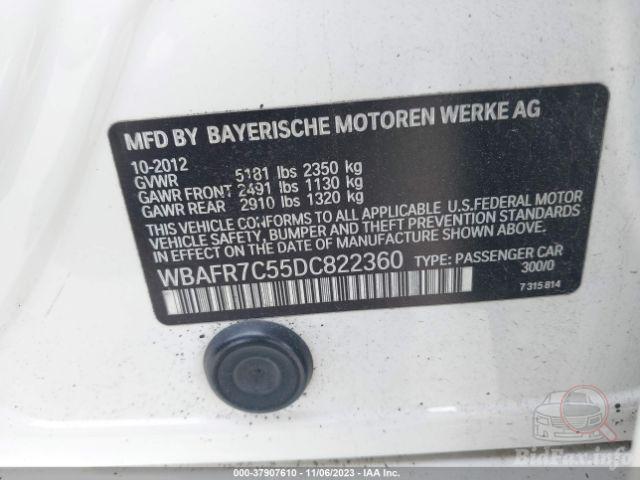 MFD BY BAYERISCHE MOTOREN WERKE AG
10-2012
GVWR 5181 lbs 2350 kg
GAWR FRONT 2491 lbs 1130 kg
GAWR REAR 2910 lbs 1320 kg
THIS VEHICLE CONFORMS TO ALL APPLICABLE U.S.FEDERAL MOTOR
VEHICLE SAFETY, BUMPER, AND THEFT PREVENTION STANDARDS
IN EFFECT ON THE DATE OF MANUFACTURE SHOWN ABOVE.
WBAFR7C55DC822360 TYPE: PASSENGER CAR
300/0
7 315 814
BidFax.info
000-37907610 - 11/06/2023 - IAA Inc.